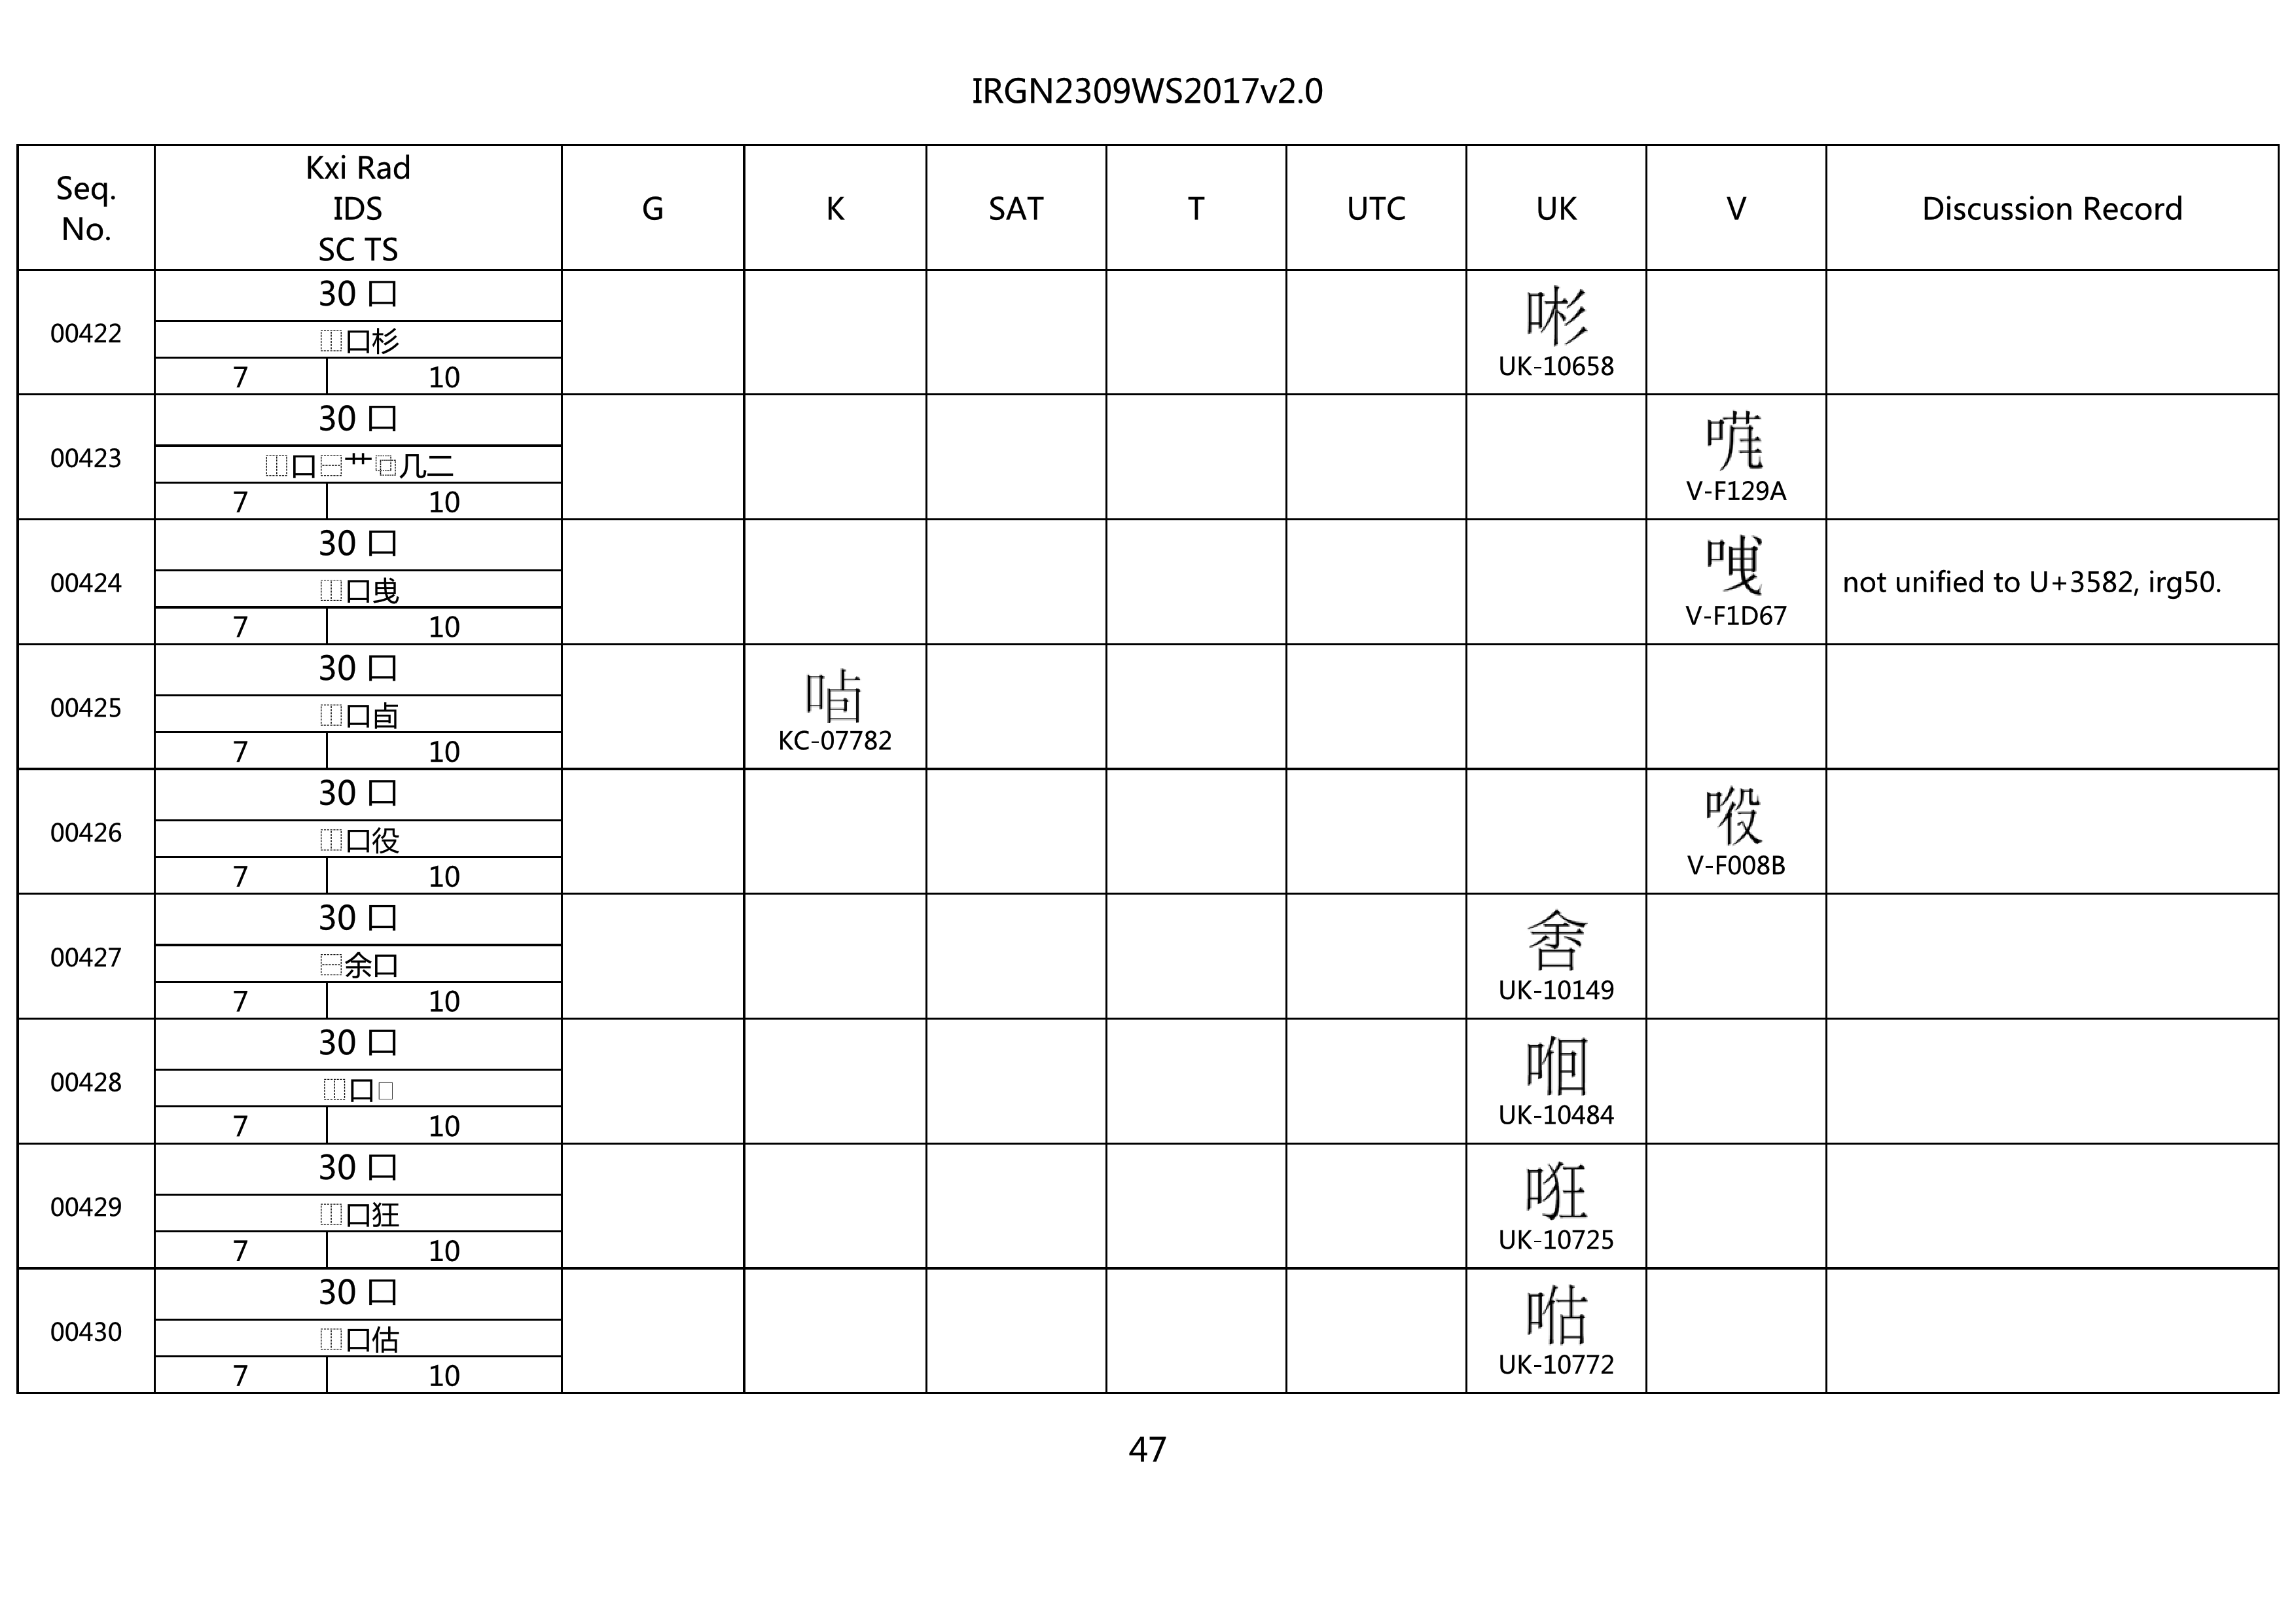 IRGN2309WS2017v2.0
Seq. No. Kxi Rad IDS SC TS G K SAT T UTC UK V Discussion Record
00422 30 口
⿰口杉
7 10
UK-10658
00423 30 口
⿰口⿱艹⿻几二
7 10
V-F129A
00424 30 口
⿰口曵
7 10
V-F1D67
not unified to U+3582, irg50.
00425 30 口
⿰口卣
7 10
KC-07782
00426 30 口
⿰口役
7 10
V-F008B
00427 30 口
⿱余口
7 10
UK-10149
00428 30 口
⿰口
7 10
UK-10484
00429 30 口
⿰口狂
7 10
UK-10725
00430 30 口
⿰口估
7 10
UK-10772
47